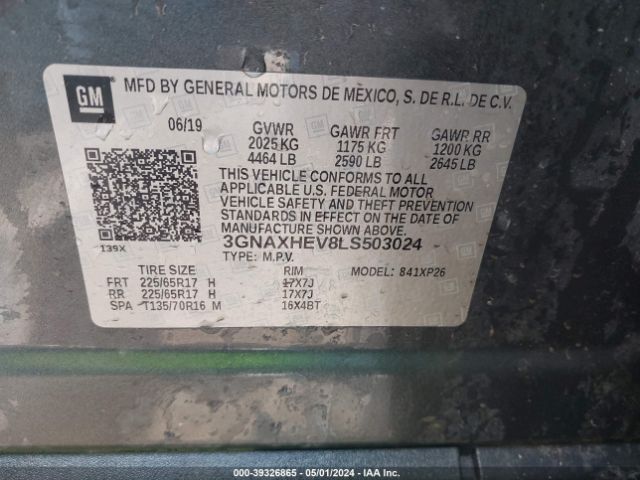 GM
MFD BY GENERAL MOTORS DE MEXICO, S. DE R.L. DE C.V.
06/19 GVWR GAWR FRT GAWR RR
2025 KG 1175 KG 1200 KG
4464 LB 2590 LB 2645 LB
THIS VEHICLE CONFORMS TO ALL
APPLICABLE U.S. FEDERAL MOTOR
VEHICLE SAFETY AND THEFT PREVENTION
STANDARDS IN EFFECT ON THE DATE OF
MANUFACTURE SHOWN ABOVE.
139X 3GNAXHEV8LS503024
TYPE: M.P.V.
TIRE SIZE RIM MODEL: 841XP26
FRT 225/65R17 H 17X7J
RR 225/65R17 H 17X7J
SPA T135/70R16 M 16X4BT
000-39326865 - 05/01/2024 - IAA Inc.